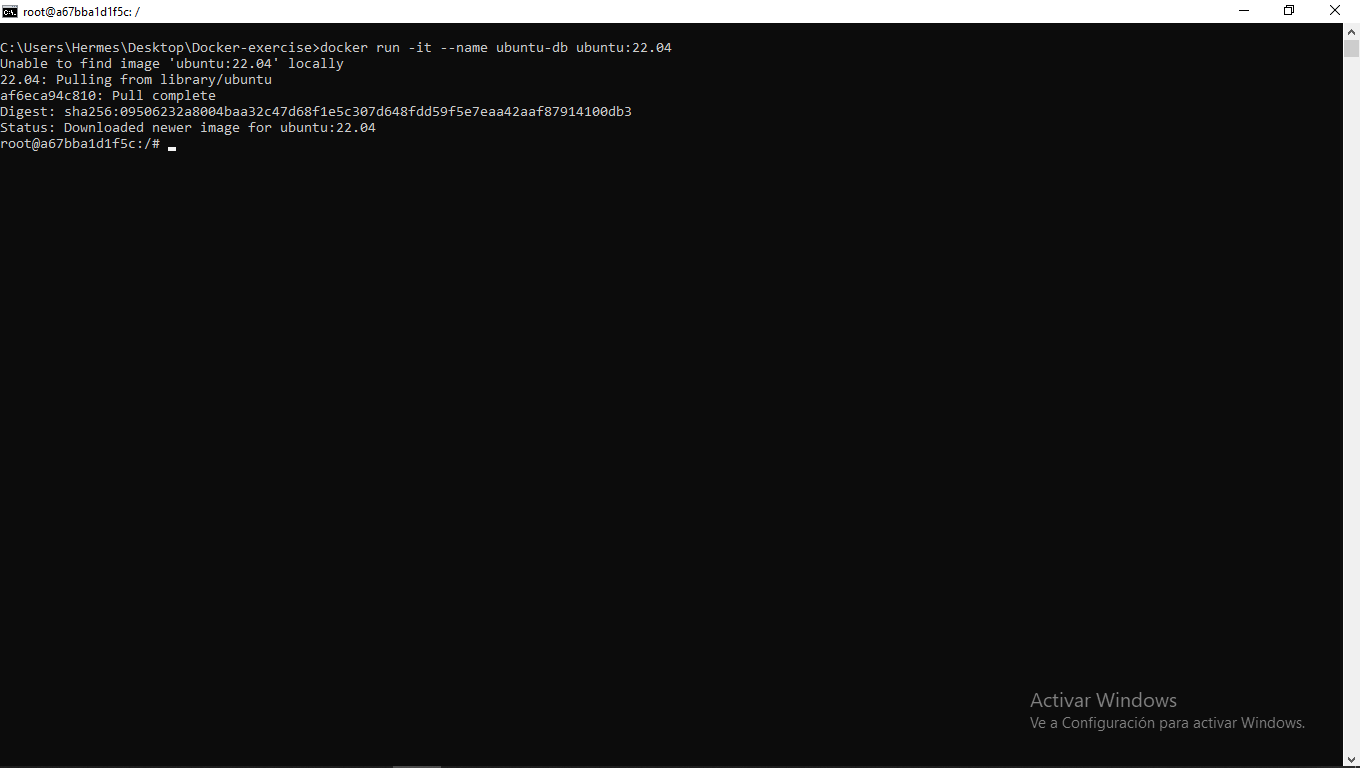 root@a67bba1d1f5c: /
C:\Users\Hermes\Desktop\Docker-exercise>docker run -it --name ubuntu-db ubuntu:22.04
Unable to find image 'ubuntu:22.04' locally
22.04: Pulling from library/ubuntu
af6eca94c810: Pull complete
Digest: sha256:09506232a8004baa32c47d68f1e5c307d648fdd59f5e7eaa42aaf87914100db3
Status: Downloaded newer image for ubuntu:22.04
root@a67bba1d1f5c:/#
Activar Windows
Ve a Configuración para activar Windows.